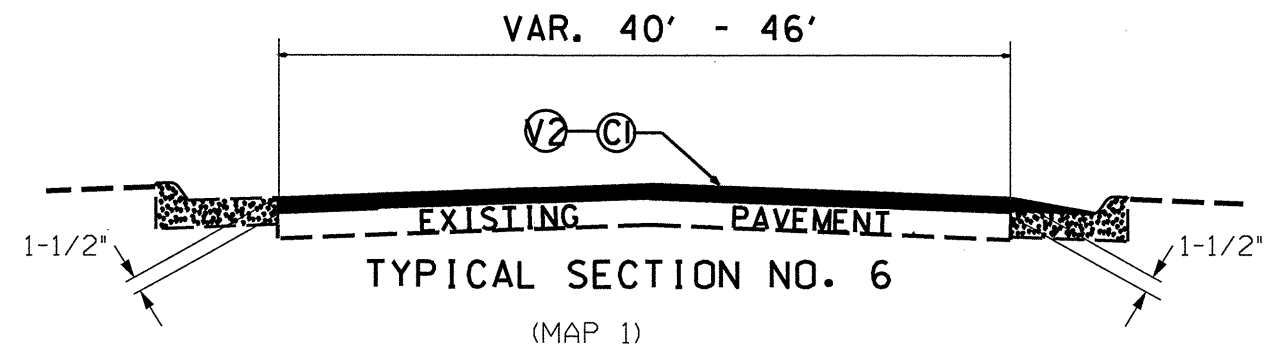 VAR. 40' - 46'
V2 C1
EXISTING PAVEMENT
1-1/2" 1-1/2"
TYPICAL SECTION NO. 6
(MAP 1)